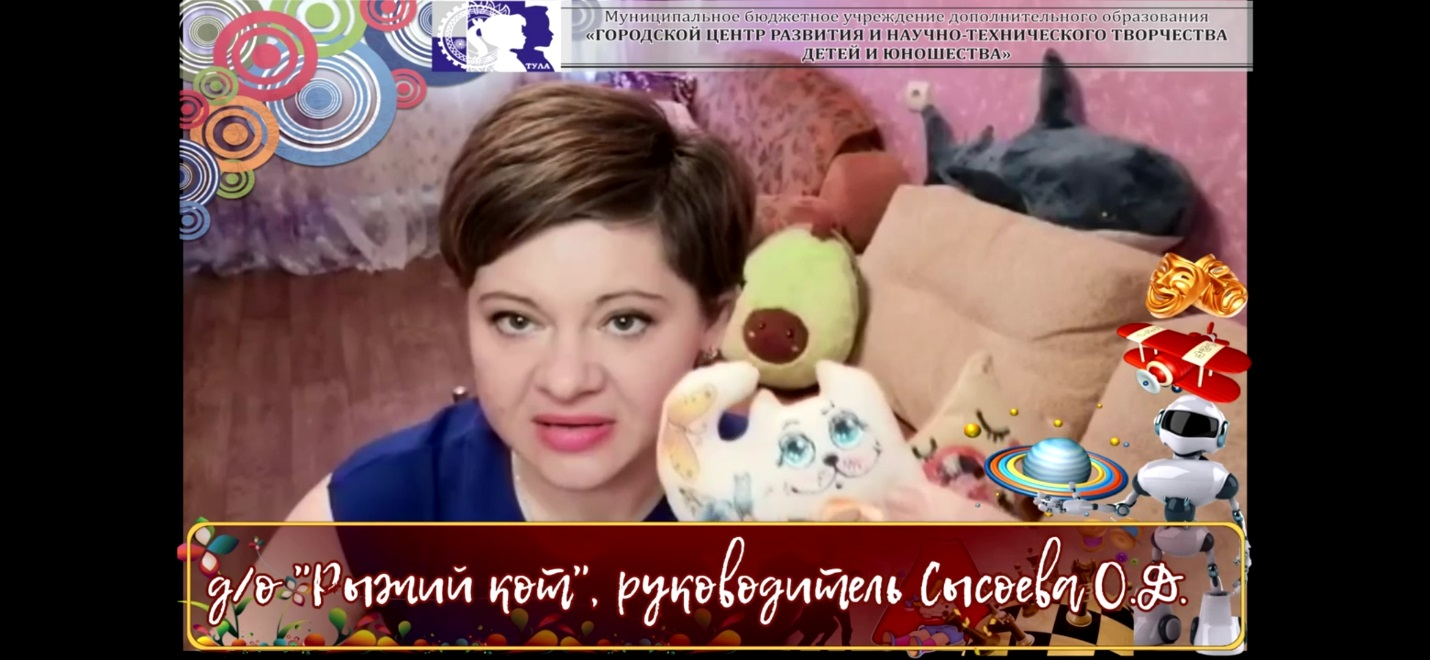 Муниципальное бюджетное учреждение дополнительного образования
«ГОРОДСКОЙ ЦЕНТР РАЗВИТИЯ И НАУЧНО-ТЕХНИЧЕСКОГО ТВОРЧЕСТВА
ДЕТЕЙ И ЮНОШЕСТВА»
ТУЛА
д/о "Рыжий кот", руководитель Сысоева О.Д.